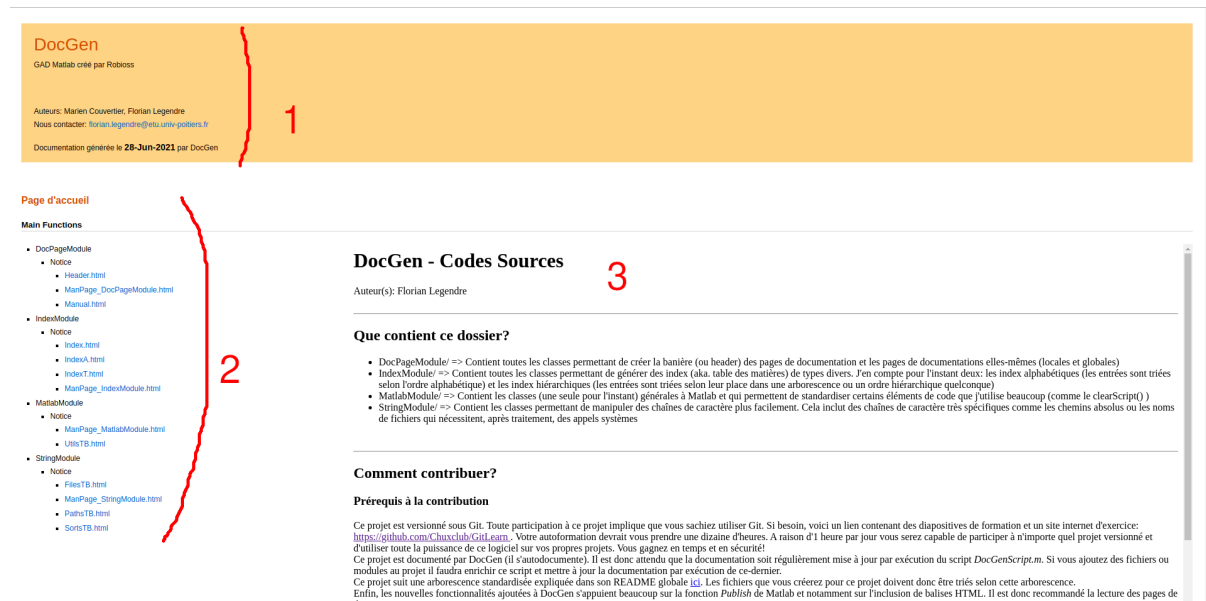 DocGen
GAD Matlab créé par Robioss
Auteurs: Marien Couvertier, Florian Legendre
Nous contacter: florian.legendre@etu.univ-poitiers.fr
Documentation générée le 28-Jun-2021 par DocGen
1
Page d'accueil
Main Functions
DocPageModule
Notice
Header.html
ManPage_DocPageModule.html
Manual.html
IndexModule
Notice
Index.html
IndexA.html
IndexT.html
ManPage_IndexModule.html
MatlabModule
Notice
ManPage_MatlabModule.html
UtilsTB.html
StringModule
Notice
FilesTB.html
ManPage_StringModule.html
PathsTB.html
SortsTB.html
2
DocGen - Codes Sources
3
Auteur(s): Florian Legendre
Que contient ce dossier?
DocPageModule/ => Contient toutes les classes permettant de créer la banière (ou header) des pages de documentation et les pages de documentations elles-mêmes (locales et globales)
IndexModule/ => Contient toutes les classes permettant de générer des index (aka. table des matières) de types divers. J'en compte pour l'instant deux: les index alphabétiques (les entrées sont triées
selon l'ordre alphabétique) et les index hiérarchiques (les entrées sont triées selon leur place dans une arborescence ou un ordre hiérarchique quelconque)
MatlabModule/ => Contient les classes (une seule pour l'instant) générales à Matlab et qui permettent de standardiser certains éléments de code que j'utilise beaucoup (comme le clearScript() )
StringModule/ => Contient les classes permetant de manipuler des chaînes de caractère plus facilement. Cela inclut des chaînes de caractère très spécifiques comme les chemins absolus ou les noms
de fichiers qui nécessitent, après traitement, des appels systèmes
Comment contribuer?
Prérequis à la contribution
Ce projet est versionné sous Git. Toute participation à ce projet implique que vous sachiez utiliser Git. Si besoin, voici un lien contenant des diapositives de formation et un site internet d'exercice:
https://github.com/Chuxclub/GitLearn . Votre autoformation devrait vous prendre une dizaine d'heures. A raison d'1 heure par jour vous serez capable de participer à n'importe quel projet versionné et
d'utiliser toute la puissance de ce logiciel sur vos propres projets. Vous gagnez en temps et en sécurité!
Ce projet est documenté par DocGen (il s'autodocumente). Il est donc attendu que la documentation soit régulièrement mise à jour par exécution du script DocGenScript.m. Si vous ajoutez des fichiers ou
modules au projet il faudra enrichir ce script et mettre à jour la documentation par exécution de ce-dernier.
Ce projet suit une arborescence standardisée expliquée dans son README globale ici. Les fichiers que vous créerez pour ce projet doivent donc être triés selon cette arborescence.
Enfin, les nouvelles fonctionnalités ajoutées à DocGen s'appuient beaucoup sur la fonction Publish de Matlab et notamment sur l'inclusion de balises HTML. Il est donc recommandé la lecture des pages de